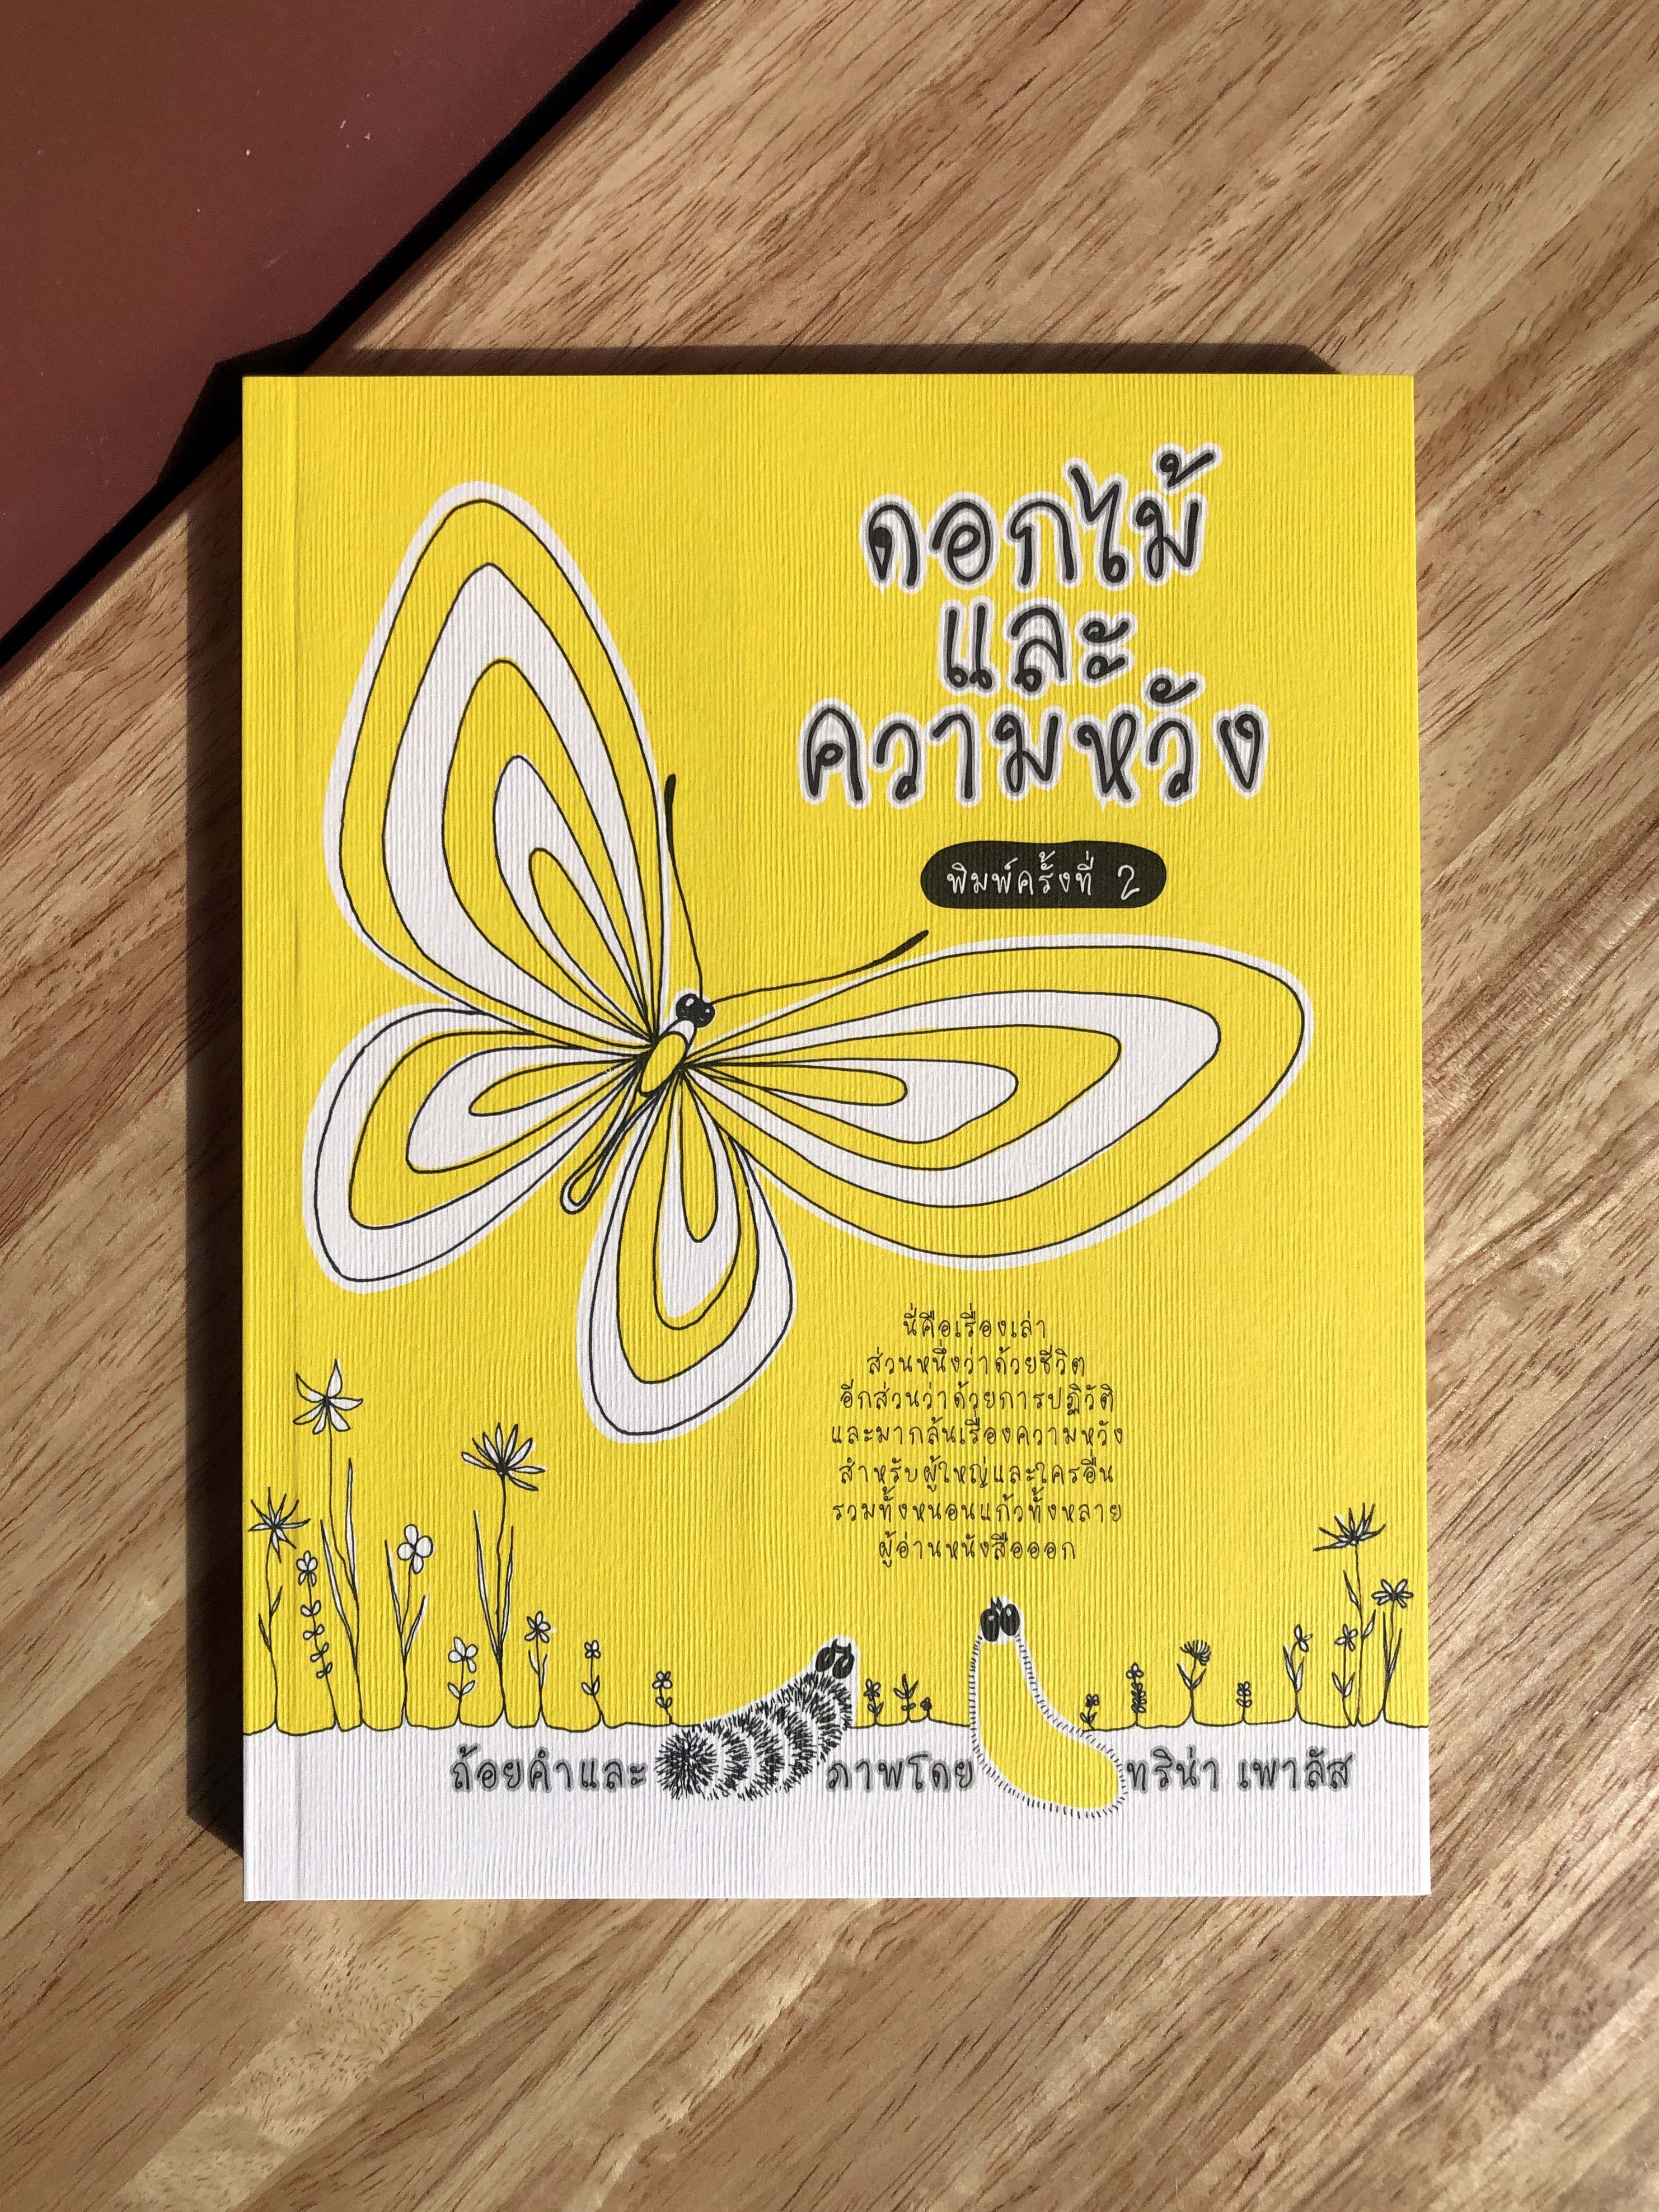 ดอกไม้
และ
ความหวัง
พิมพ์ครั้งที่ 2
นี่คือเรื่องเล่า
ส่วนหนึ่งว่าด้วยชีวิต
อีกส่วนว่าด้วยการปฏิวัติ
และมากล้นเรื่องความหวัง
สำหรับผู้ใหญ่และใครอื่น
รวมทั้งหนอนแก้วทั้งหลาย
ผู้อ่านหนังสือออก
ถ้อยคำและ ภาพโดย ทริน่า เพาลัส